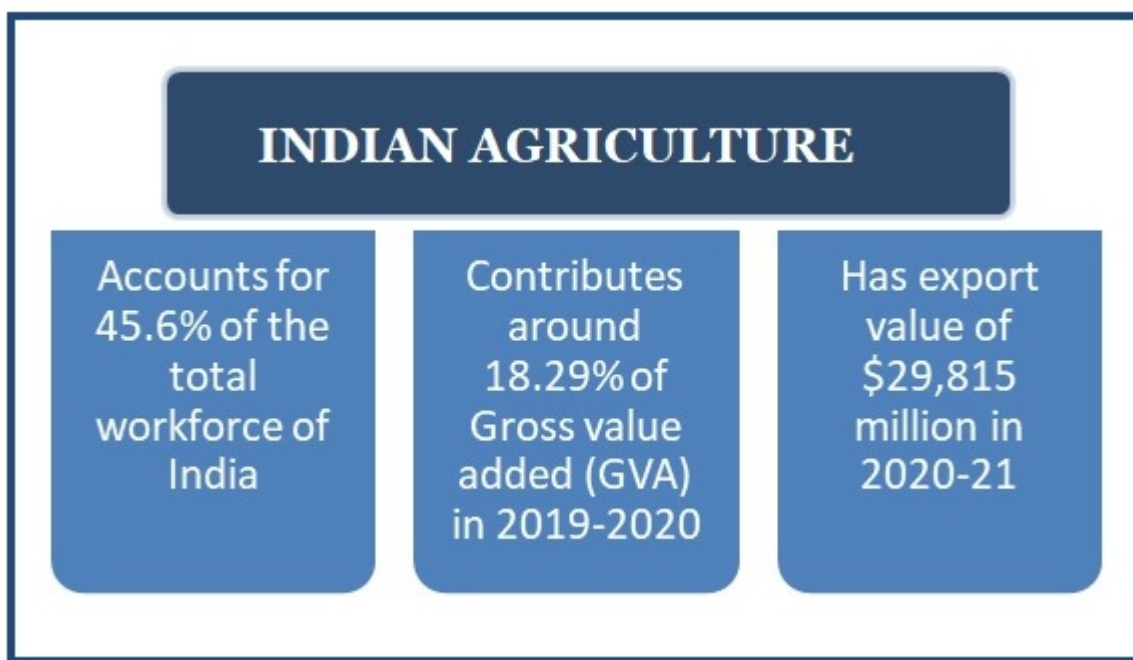 INDIAN AGRICULTURE
Accounts for
45.6% of the
total
workforce of
India
Contributes
around
18.29% of
Gross value
added (GVA)
in 2019-2020
Has export
value of
$29,815
million in
2020-21